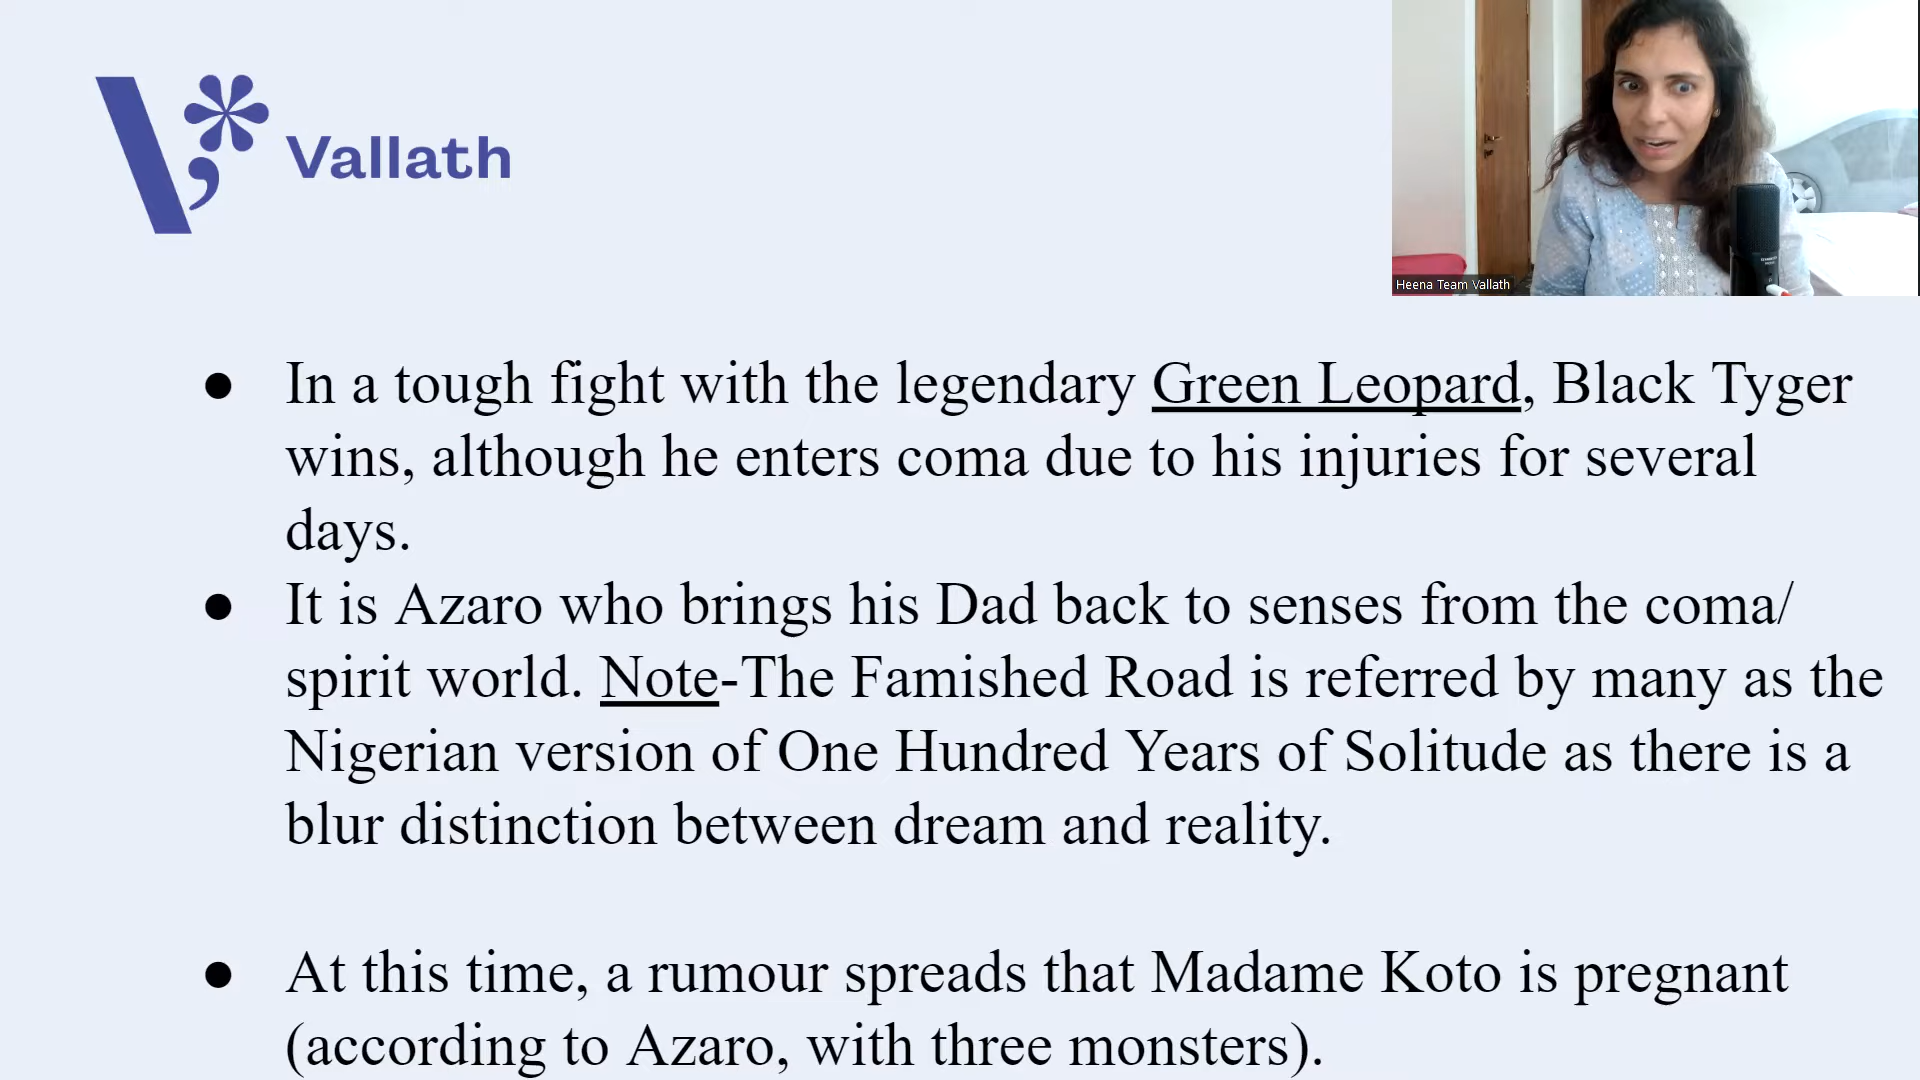 Vallath
Heena Team Vallath
● In a tough fight with the legendary Green Leopard, Black Tyger
wins, although he enters coma due to his injuries for several
days.
● It is Azaro who brings his Dad back to senses from the coma/
spirit world. Note-The Famished Road is referred by many as the
Nigerian version of One Hundred Years of Solitude as there is a
blur distinction between dream and reality.
● At this time, a rumour spreads that Madame Koto is pregnant
(according to Azaro, with three monsters).